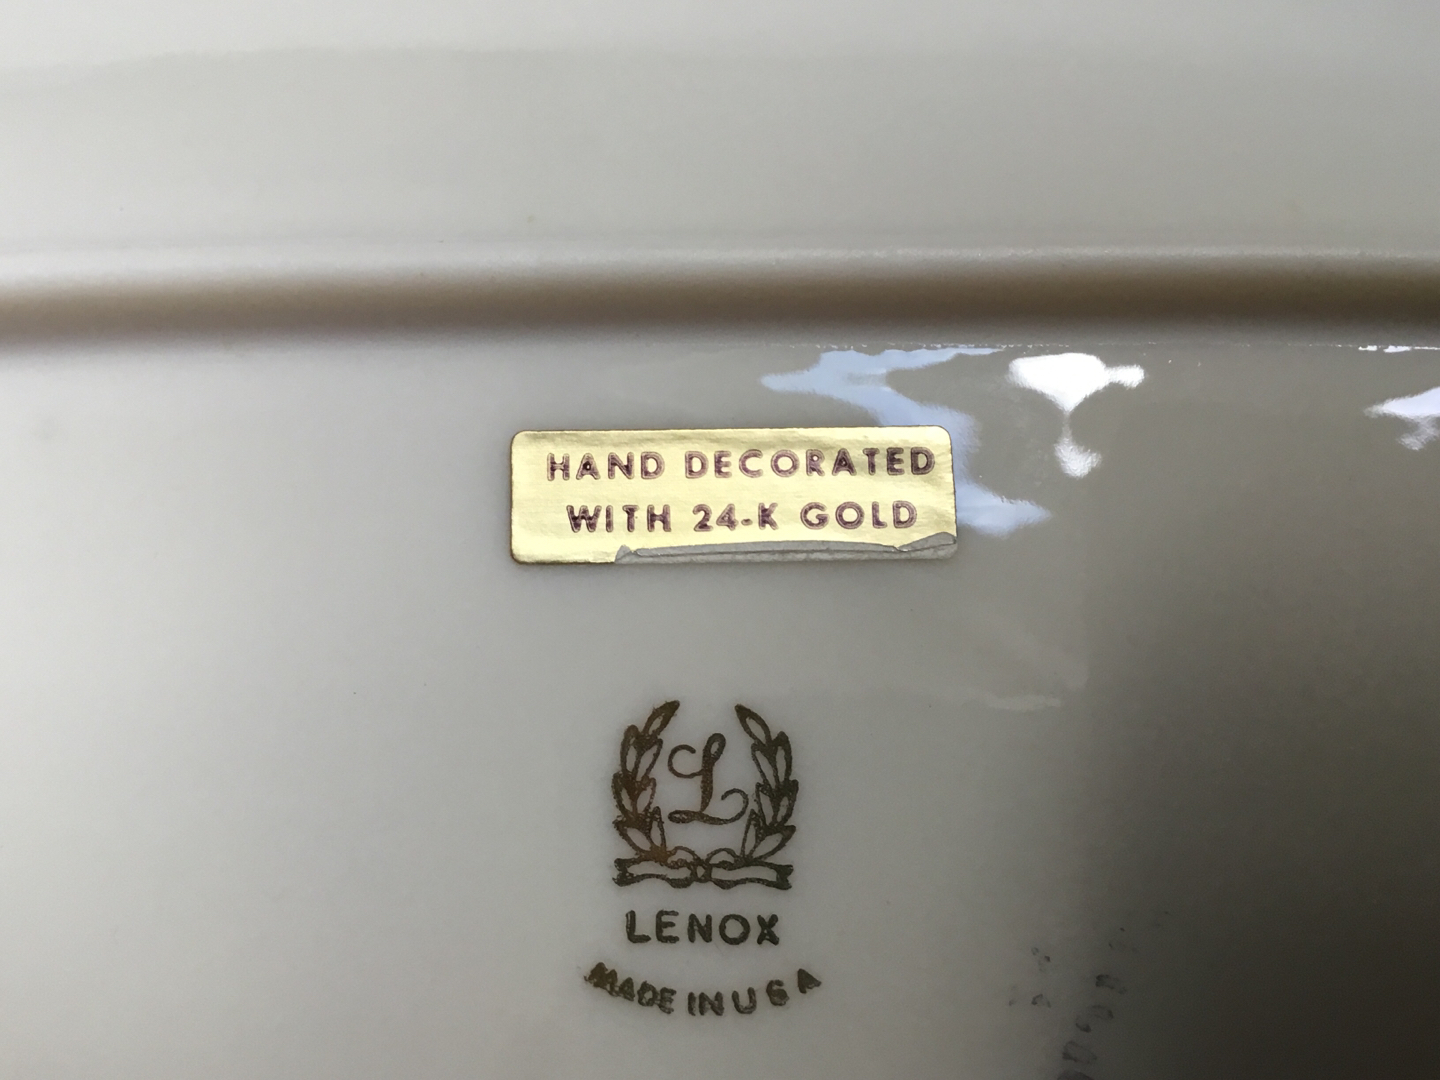 HAND DECORATED
WITH 24-K GOLD
L
LENOX
MADE IN USA